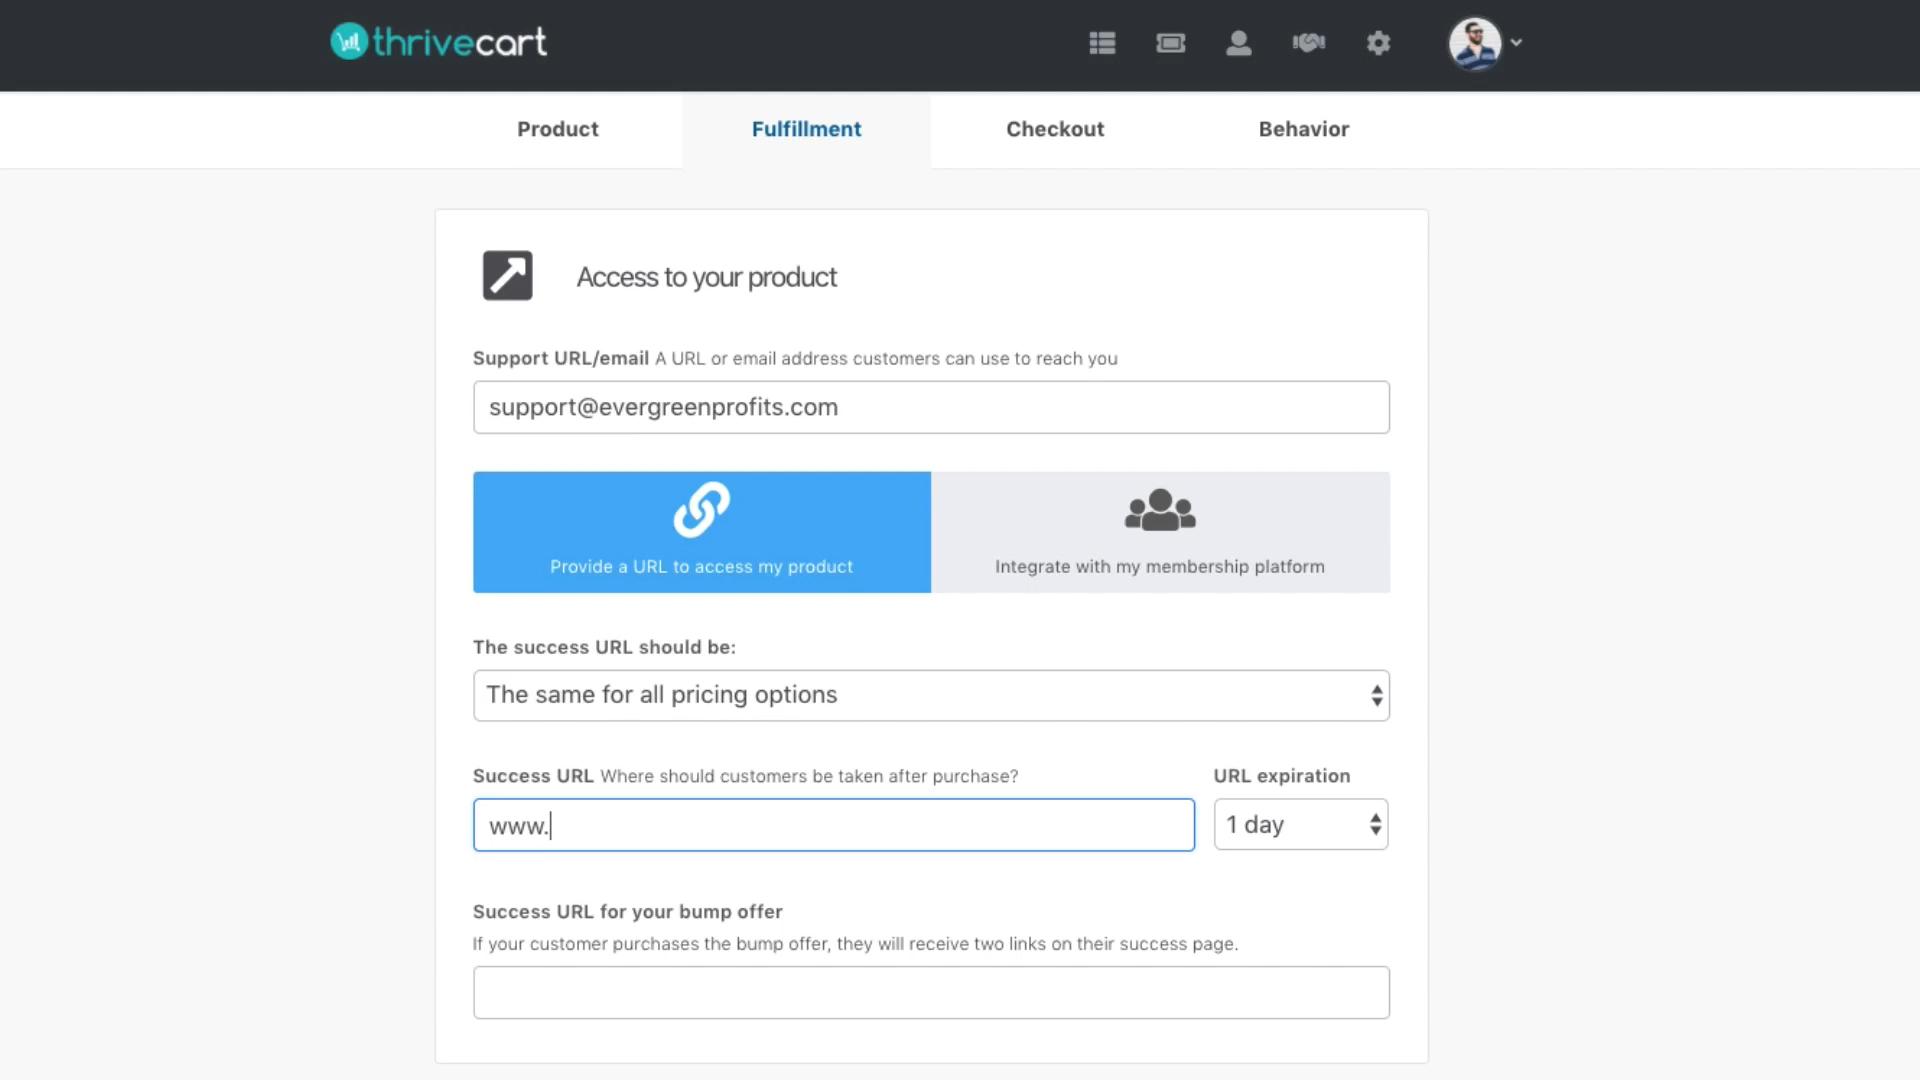 thrivecart
Product Fulfillment Checkout Behavior
Access to your product
Support URL/email A URL or email address customers can use to reach you
support@evergreenprofits.com
Provide a URL to access my product Integrate with my membership platform
The success URL should be:
The same for all pricing options
Success URL Where should customers be taken after purchase? URL expiration
www. 1 day
Success URL for your bump offer
If your customer purchases the bump offer, they will receive two links on their success page.